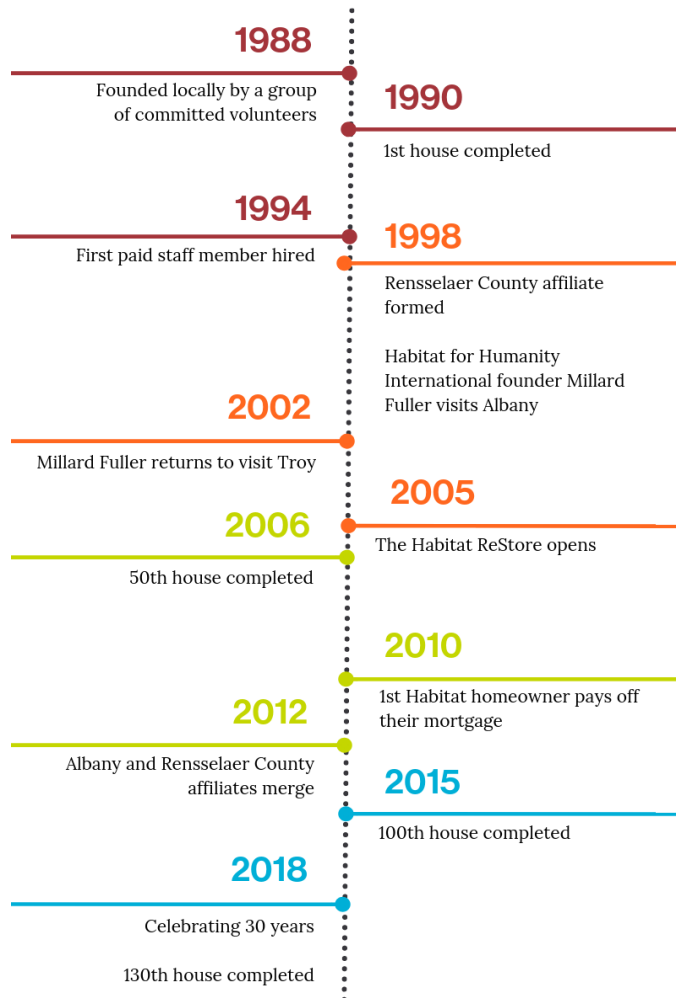 1988
Founded locally by a group
of committed volunteers
1990
1st house completed
1994
First paid staff member hired
1998
Rensselaer County affiliate
formed
Habitat for Humanity
International founder Millard
Fuller visits Albany
2002
Millard Fuller returns to visit Troy
2005
The Habitat ReStore opens
2006
50th house completed
2010
1st Habitat homeowner pays off
their mortgage
2012
Albany and Rensselaer County
affiliates merge
2015
100th house completed
2018
Celebrating 30 years
130th house completed